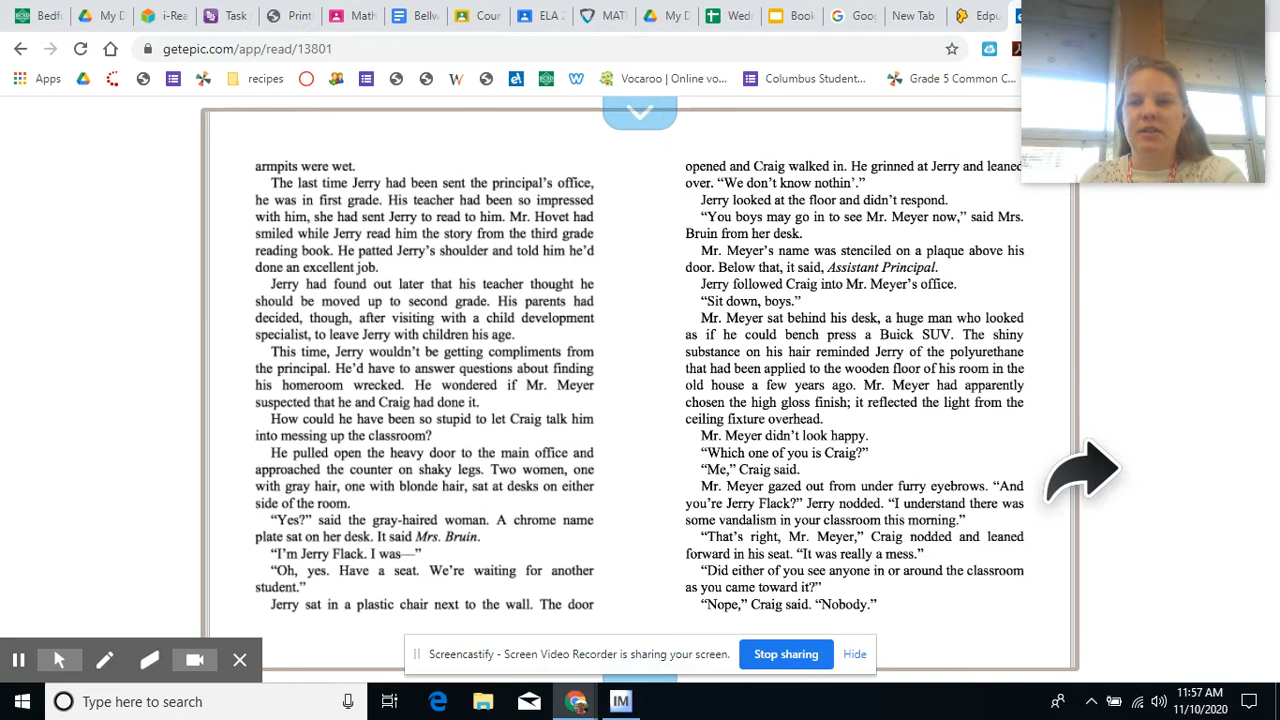 Bedf
My D
i-Rea
Task
Print
Math
Bellw
Cour
ELA 2
MATH
My D
Wedr
Book
Goog
New Tab
Edpu
getepic.com/app/read/13801
Apps
recipes
Vocaroo | Online vo...
Columbus Student...
Grade 5 Common C...
armpits were wet.
The last time Jerry had been sent the principal's office,
he was in first grade. His teacher had been so impressed
with him, she had sent Jerry to read to him. Mr. Hovet had
smiled while Jerry read him the story from the third grade
reading book. He patted Jerry's shoulder and told him he'd
done an excellent job.
Jerry had found out later that his teacher thought he
should be moved up to second grade. His parents had
decided, though, after visiting with a child development
specialist, to leave Jerry with children his age.
This time, Jerry wouldn't be getting compliments from
the principal. He'd have to answer questions about finding
his homeroom wrecked. He wondered if Mr. Meyer
suspected that he and Craig had done it.
How could he have been so stupid to let Craig talk him
into messing up the classroom?
He pulled open the heavy door to the main office and
approached the counter on shaky legs. Two women, one
with gray hair, one with blonde hair, sat at desks on either
side of the room.
“Yes?” said the gray-haired woman. A chrome name
plate sat on her desk. It said Mrs. Bruin.
“I'm Jerry Flack. I was—”
“Oh, yes. Have a seat. We're waiting for another
student.”
Jerry sat in a plastic chair next to the wall. The door
opened and Craig walked in. He grinned at Jerry and leaned
over. “We don't know nothin'.”
Jerry looked at the floor and didn't respond.
“You boys may go in to see Mr. Meyer now,” said Mrs.
Bruin from her desk.
Mr. Meyer's name was stenciled on a plaque above his
door. Below that, it said, Assistant Principal.
Jerry followed Craig into Mr. Meyer's office.
“Sit down, boys.”
Mr. Meyer sat behind his desk, a huge man who looked
as if he could bench press a Buick SUV. The shiny
substance on his hair reminded Jerry of the polyurethane
that had been applied to the wooden floor of his room in the
old house a few years ago. Mr. Meyer had apparently
chosen the high gloss finish; it reflected the light from the
ceiling fixture overhead.
Mr. Meyer didn't look happy.
“Which one of you is Craig?”
“Me,” Craig said.
Mr. Meyer gazed out from under furry eyebrows. “And
you're Jerry Flack?” Jerry nodded. “I understand there was
some vandalism in your classroom this morning.”
“That's right, Mr. Meyer,” Craig nodded and leaned
forward in his seat. “It was really a mess.”
“Did either of you see anyone in or around the classroom
as you came toward it?”
“Nope,” Craig said. “Nobody.”
Screencastify - Screen Video Recorder is sharing your screen.
Stop sharing
Hide
Type here to search
IM
11:57 AM
11/10/2020